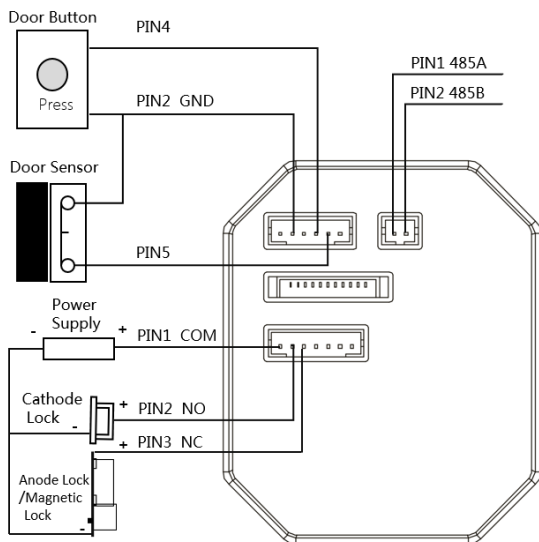 Door Button
PIN4
Press
PIN2 GND
PIN1 485A
PIN2 485B
Door Sensor
PIN5
Power
Supply
- +
PIN1 COM
Cathode
Lock
+
-
PIN2 NO
+
PIN3 NC
Anode Lock
/Magnetic
Lock
-